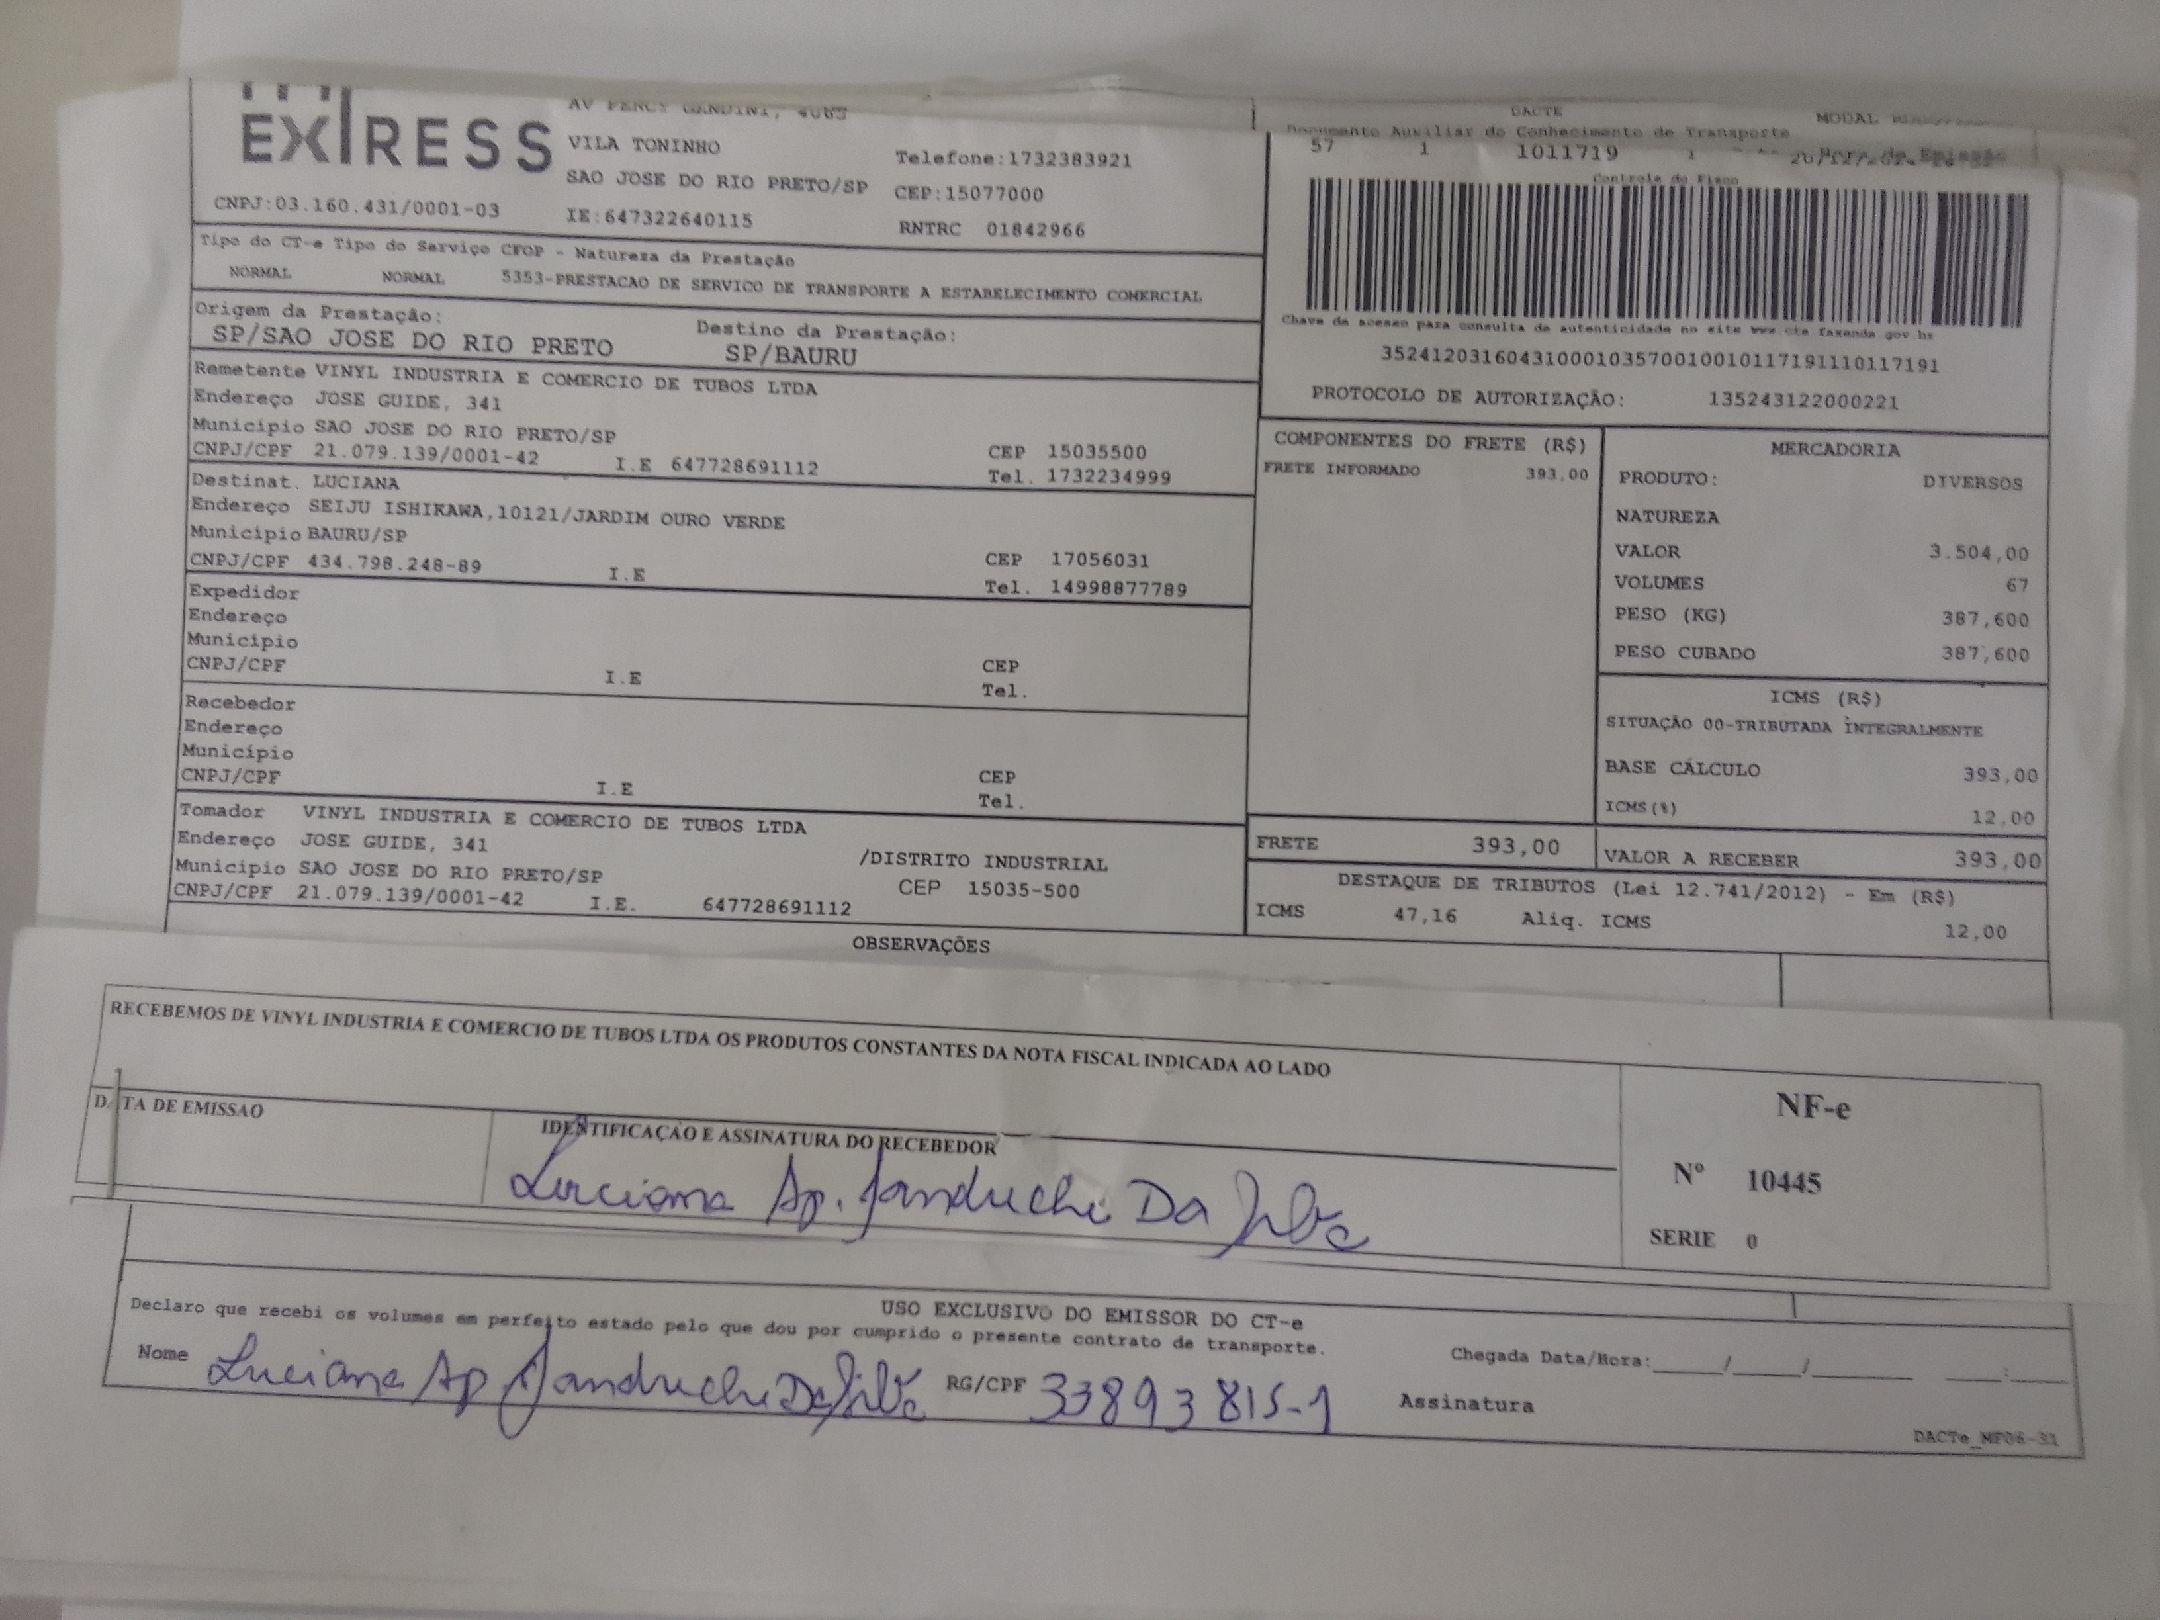 EXPRESS
VILA TONINHO
SAO JOSE DO RIO PRETO/SP
Telefone:1732383921
CEP:15077000
CNPJ:03.160.431/0001-03
IE:647322640115
RNTRC 01842966
Tipo do CT-e Tipo do Serviço CFOP - Natureza da Prestação
NORMAL NORMAL 5353-PRESTACAO DE SERVICO DE TRANSPORTE A ESTABELECIMENTO COMERCIAL
Origem da Prestação:
SP/SAO JOSE DO RIO PRETO
Destino da Prestação:
SP/BAURU
Remetente VINYL INDUSTRIA E COMERCIO DE TUBOS LTDA
Endereço JOSE GUIDE, 341
Municipio SAO JOSE DO RIO PRETO/SP
CEP 15035500
CNPJ/CPF 21.079.139/0001-42 I.E 647728691112 Tel. 1732234999
Destinat. LUCIANA
Endereço SEIJU ISHIKAWA,10121/JARDIM OURO VERDE
Municipio BAURU/SP
CEP 17056031
CNPJ/CPF 434.798.248-89 I.E Tel. 14998877789
Expedidor
Endereço
Município
CEP
CNPJ/CPF I.E Tel.
Recebedor
Endereço
Município
CEP
CNPJ/CPF I.E Tel.
Tomador VINYL INDUSTRIA E COMERCIO DE TUBOS LTDA
Endereço JOSE GUIDE, 341 /DISTRITO INDUSTRIAL
Municipio SAO JOSE DO RIO PRETO/SP CEP 15035-500
CNPJ/CPF 21.079.139/0001-42 I.E. 647728691112
DACTE
MODAL
Documento Auxiliar do Conhecimento de Transporte
57 1 1011719 1
Hora de Emissão
Controle do Fisco
Chave de acesso para consulta de autenticidade no site www.cte.fazenda.gov.br
35241203160431000103570010010117191110117191
PROTOCOLO DE AUTORIZAÇÃO: 135243122000221
COMPONENTES DO FRETE (R$)
FRETE INFORMADO 393,00
MERCADORIA
PRODUTO: DIVERSOS
NATUREZA
VALOR 3.504,00
VOLUMES 67
PESO (KG) 387,600
PESO CUBADO 387,600
ICMS (R$)
SITUAÇÃO 00-TRIBUTADA INTEGRALMENTE
BASE CÁLCULO 393,00
ICMS(%) 12,00
FRETE 393,00
VALOR A RECEBER 393,00
DESTAQUE DE TRIBUTOS (Lei 12.741/2012) - Em (R$)
ICMS 47,16 Aliq. ICMS 12,00
OBSERVAÇÕES
RECEBEMOS DE VINYL INDUSTRIA E COMERCIO DE TUBOS LTDA OS PRODUTOS CONSTANTES DA NOTA FISCAL INDICADA AO LADO
DATA DE EMISSAO
IDENTIFICAÇÃO E ASSINATURA DO RECEBEDOR
Luciana Ap. Janduchi Da Silva
NF-e
Nº 10445
SERIE 0
USO EXCLUSIVO DO EMISSOR DO CT-e
Declaro que recebi os volumes em perfeito estado pelo que dou por cumprido o presente contrato de transporte.
Nome Luciana Ap Janduchi Da Silva RG/CPF 33893815-1
Chegada Data/Hora:_____/_____/_______ ____:____
Assinatura
DACTe_MF06-31